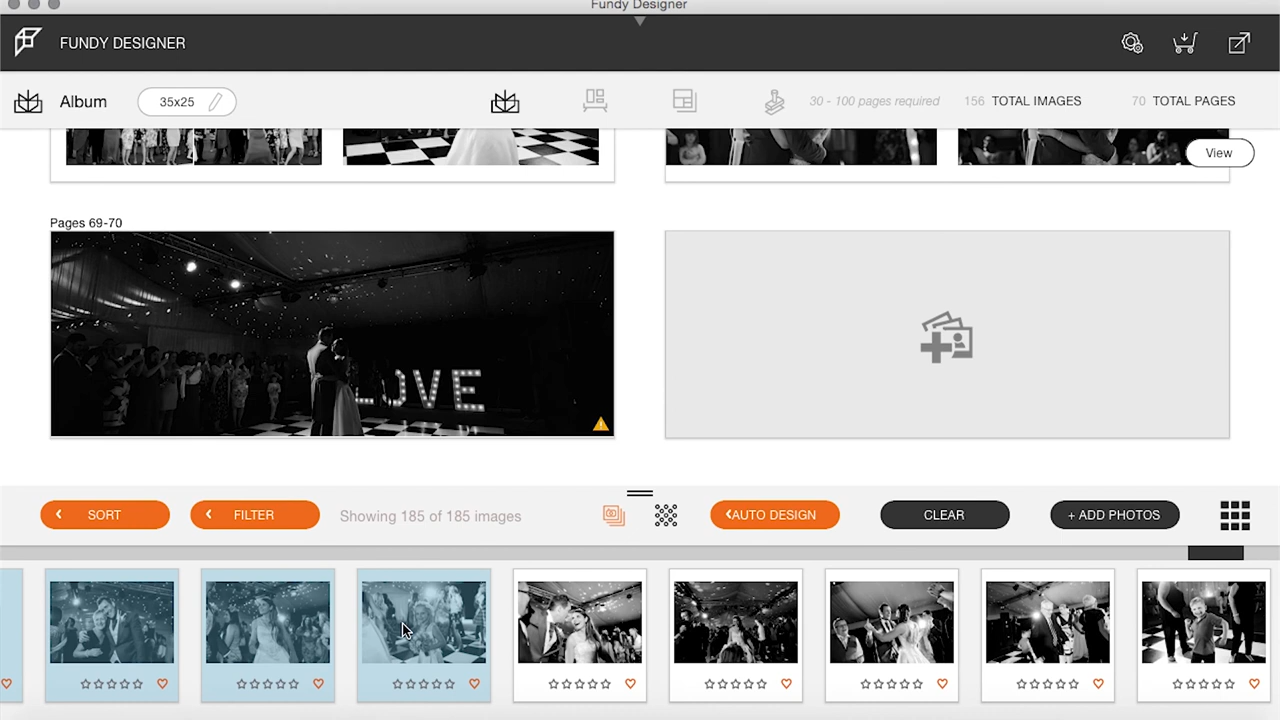 Fundy Designer
FUNDY DESIGNER
Album
35x25
30 - 100 pages required
156 TOTAL IMAGES
70 TOTAL PAGES
View
Pages 69-70
LOVE
SORT
FILTER
Showing 185 of 185 images
AUTO DESIGN
CLEAR
+ ADD PHOTOS